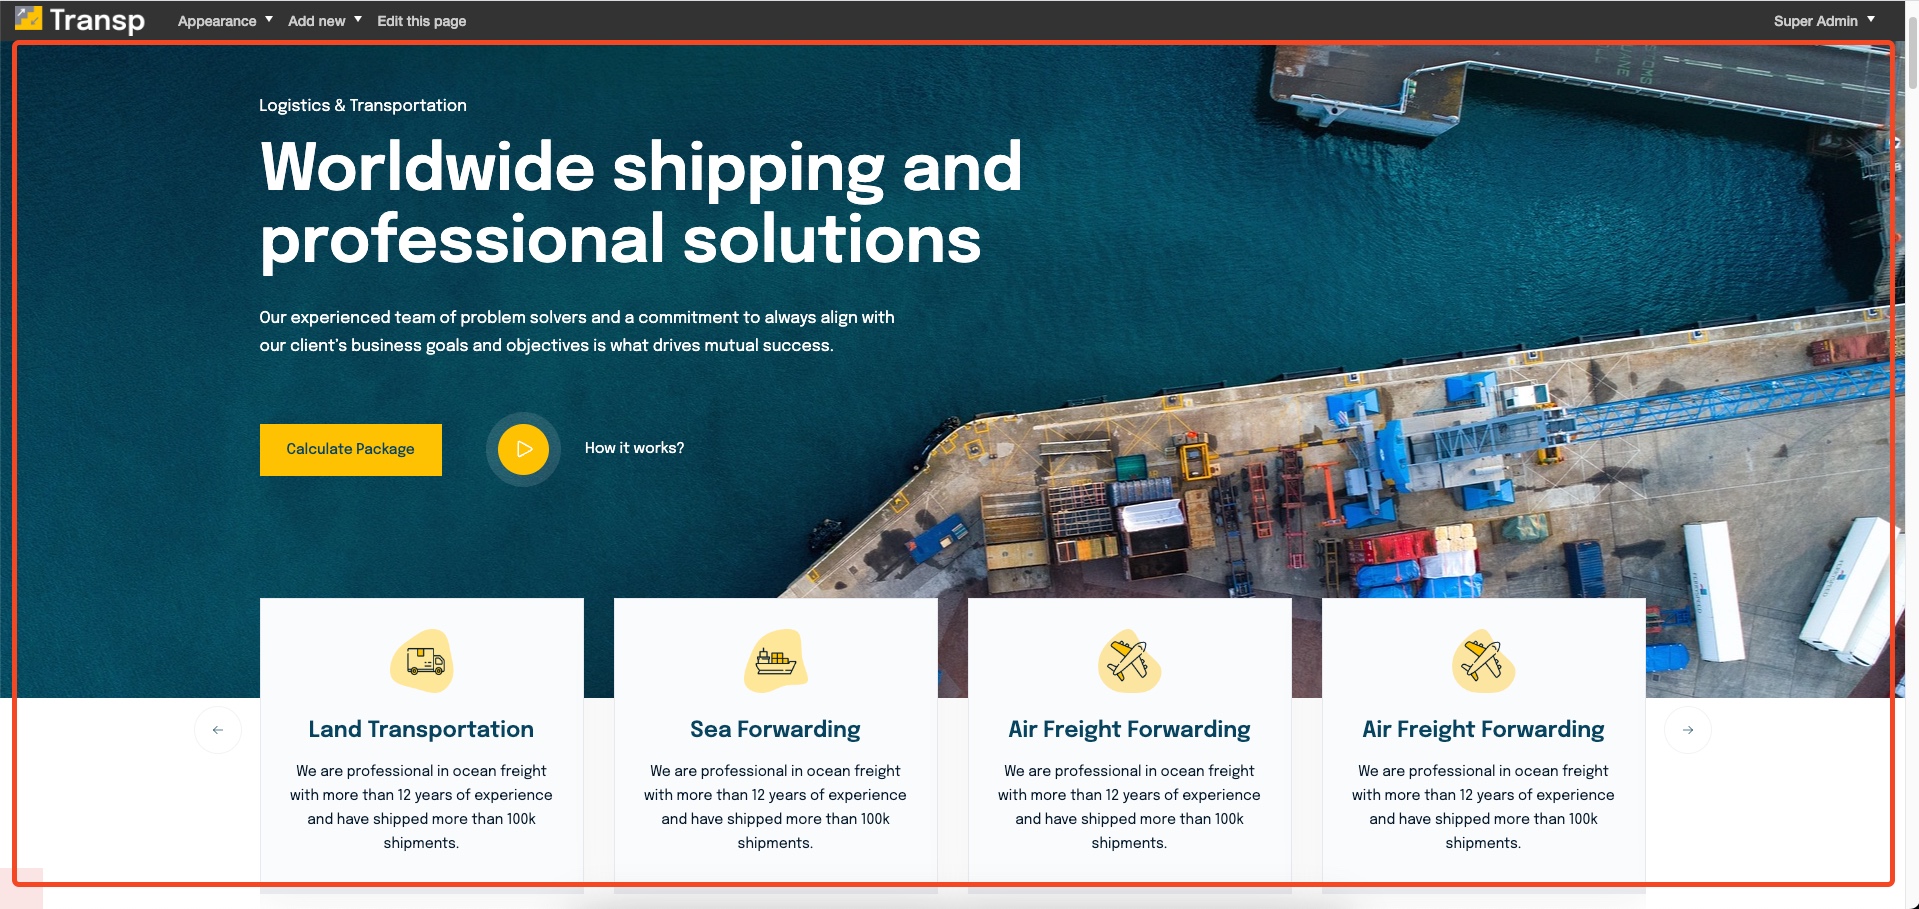 Transp
Appearance
Add new
Edit this page
Super Admin
Logistics & Transportation
Worldwide shipping and
professional solutions
Our experienced team of problem solvers and a commitment to always align with
our client's business goals and objectives is what drives mutual success.
Calculate Package
How it works?
Land Transportation
We are professional in ocean freight
with more than 12 years of experience
and have shipped more than 100k
shipments.
Sea Forwarding
We are professional in ocean freight
with more than 12 years of experience
and have shipped more than 100k
shipments.
Air Freight Forwarding
We are professional in ocean freight
with more than 12 years of experience
and have shipped more than 100k
shipments.
Air Freight Forwarding
We are professional in ocean freight
with more than 12 years of experience
and have shipped more than 100k
shipments.